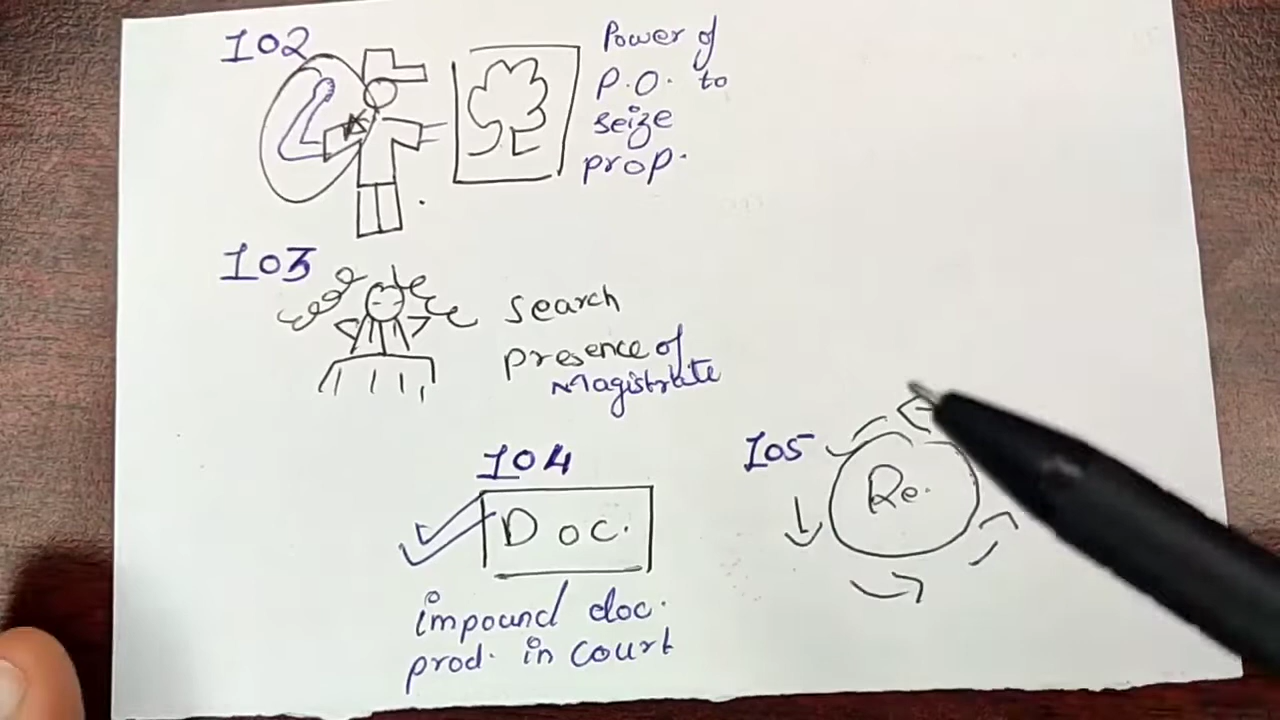 102
Power of
P.O. to
seize
prop.
103
search
presence of
Magistrate
104
Doc.
impound doc.
prod. in court
105
Re.